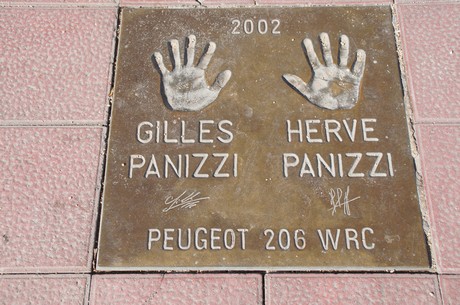 2002
GILLES HERVE
PANIZZI PANIZZI
PEUGEOT 206 WRC